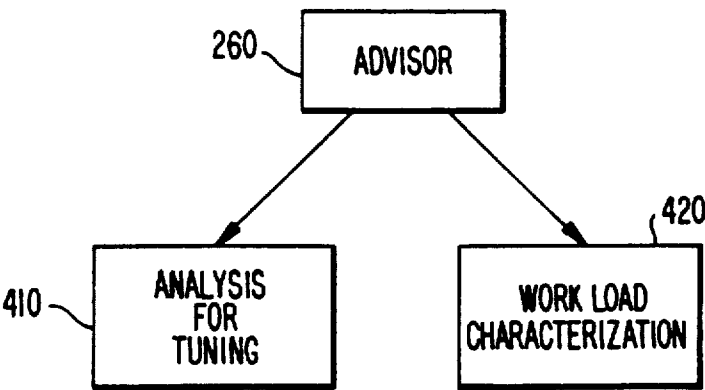 260
ADVISOR
420
410
ANALYSIS
FOR
TUNING
WORK LOAD
CHARACTERIZATION